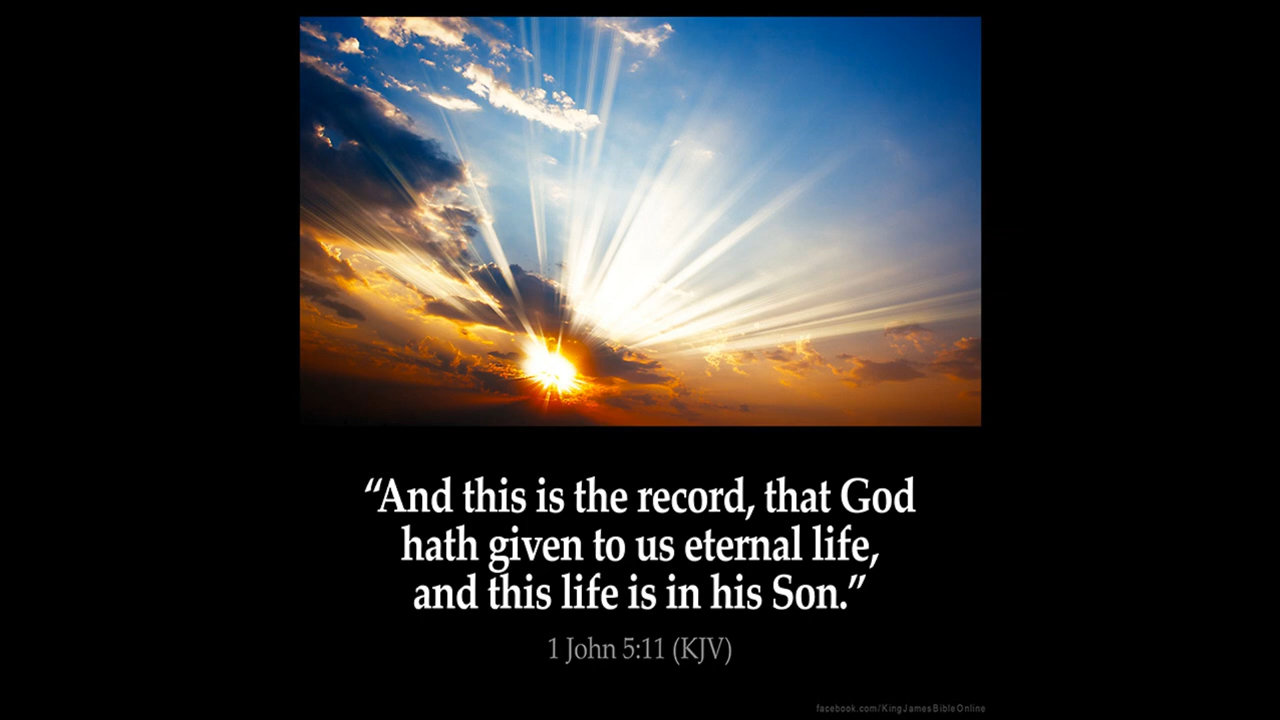 “And this is the record, that God
hath given to us eternal life,
and this life is in his Son.”
1 John 5:11 (KJV)
facebook.com/KingJamesBibleOnline